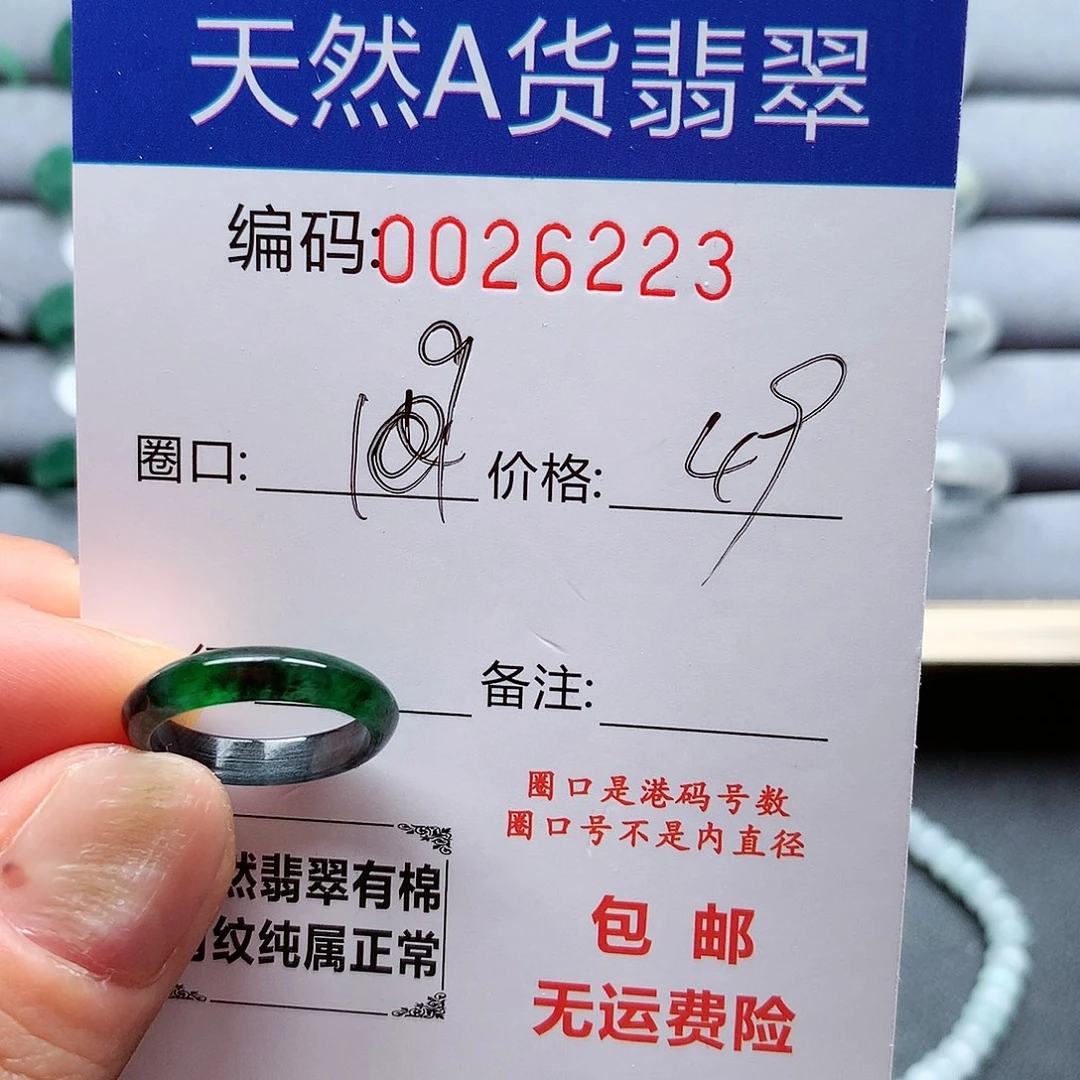 天然A货翡翠
编码:0026223
圈口: 价格: 49
备注:
圈口是港码号数
圈口号不是内直径
然翡翠有棉
纹纯属正常
包 邮
无运费险